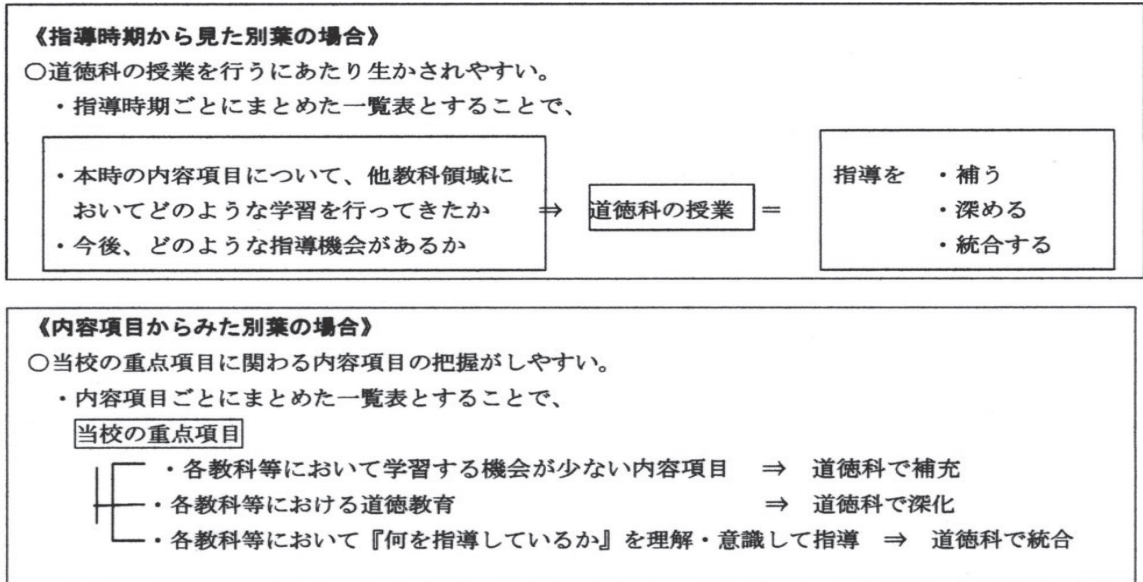 《指導時期から見た別葉の場合》
〇道徳科の授業を行うにあたり生かされやすい。
・指導時期ごとにまとめた一覧表とすることで、
・本時の内容項目について、他教科領域に
おいてどのような学習を行ってきたか
・今後、どのような指導機会があるか
⇒ 道徳科の授業 ＝
指導を ・補う
・深める
・統合する
《内容項目からみた別葉の場合》
〇当校の重点項目に関わる内容項目の把握がしやすい。
・内容項目ごとにまとめた一覧表とすることで、
当校の重点項目
・各教科等において学習する機会が少ない内容項目 ⇒ 道徳科で補充
・各教科等における道徳教育 ⇒ 道徳科で深化
・各教科等において『何を指導しているか』を理解・意識して指導 ⇒ 道徳科で統合